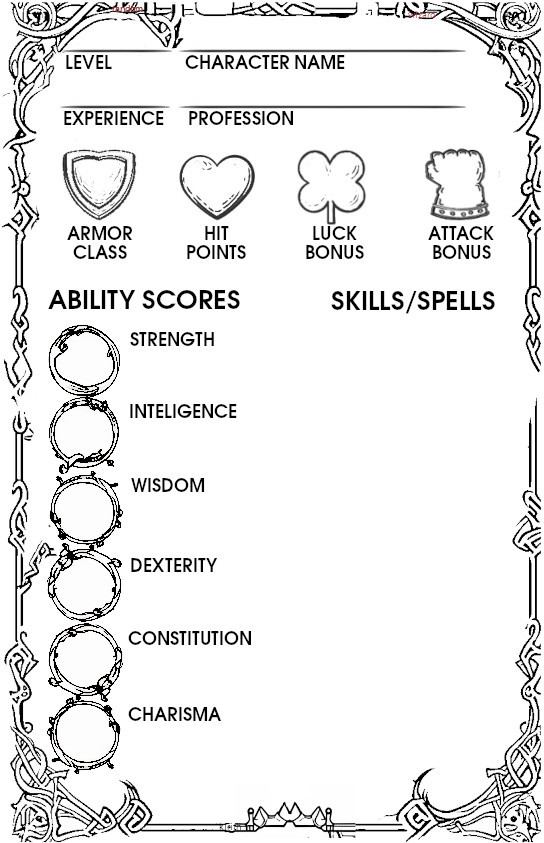 LEVEL CHARACTER NAME
EXPERIENCE PROFESSION
ARMOR CLASS
HIT POINTS
LUCK BONUS
ATTACK BONUS
ABILITY SCORES
SKILLS/SPELLS
STRENGTH
INTELIGENCE
WISDOM
DEXTERITY
CONSTITUTION
CHARISMA